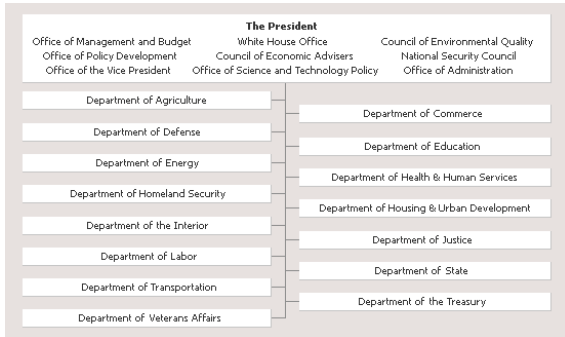 The President
Office of Management and Budget White House Office Council of Environmental Quality
Office of Policy Development Council of Economic Advisers National Security Council
Office of the Vice President Office of Science and Technology Policy Office of Administration
Department of Agriculture
Department of Commerce
Department of Defense
Department of Education
Department of Energy
Department of Health & Human Services
Department of Homeland Security
Department of Housing & Urban Development
Department of the Interior
Department of Justice
Department of Labor
Department of State
Department of Transportation
Department of the Treasury
Department of Veterans Affairs